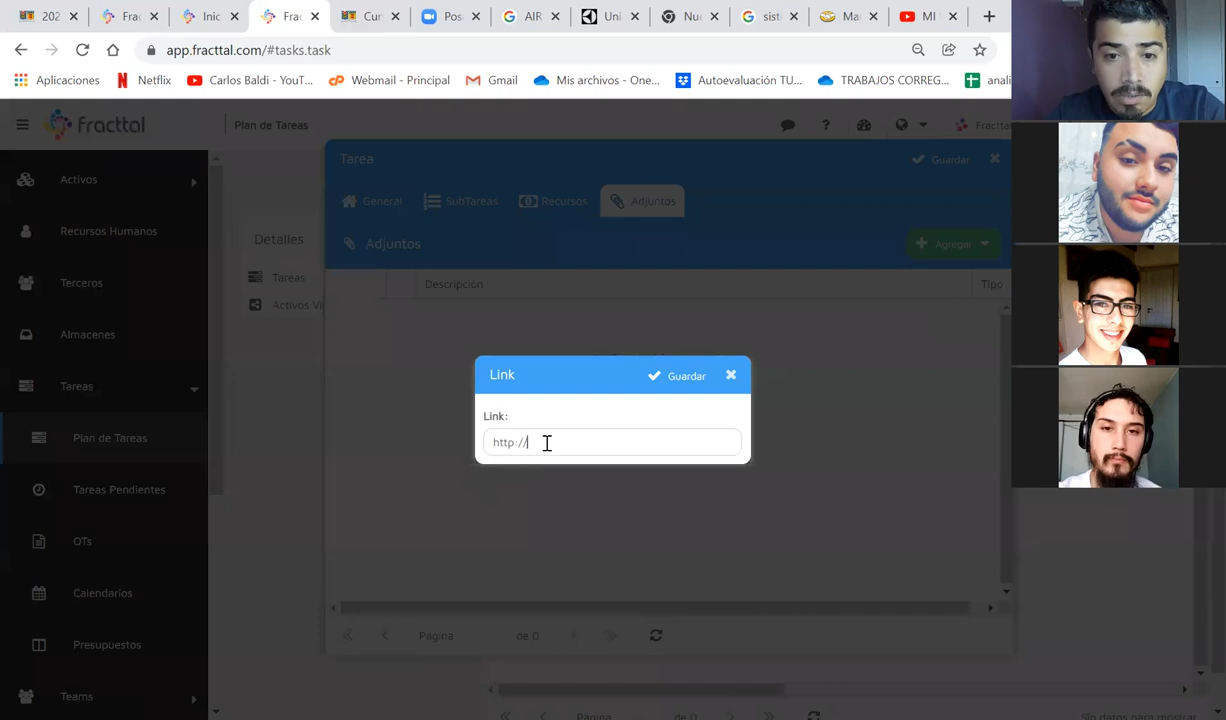 202
Frac
Inic
Frac
Cur
Pos
AIR
Uni
Nue
sist
Mar
MI
app.fracttal.com/#tasks.task
Aplicaciones
Netflix
Carlos Baldi - YouT...
Webmail - Principal
Gmail
Mis archivos - One...
Autoevaluación TU...
TRABAJOS CORREG...
anali
fracttal
Plan de Tareas
?
Fractta
Activos
Recursos Humanos
Terceros
Almacenes
Tareas
Plan de Tareas
Tareas Pendientes
OTs
Calendarios
Presupuestos
Teams
Detalles
Tareas
Activos Vi
Tarea
Guardar
General
SubTareas
Recursos
Adjuntos
Adjuntos
Agregar
Descripción
Tipo
Link
Guardar
Link:
http://
Página
de 0
Página
de 0
Sin datos para mostrar